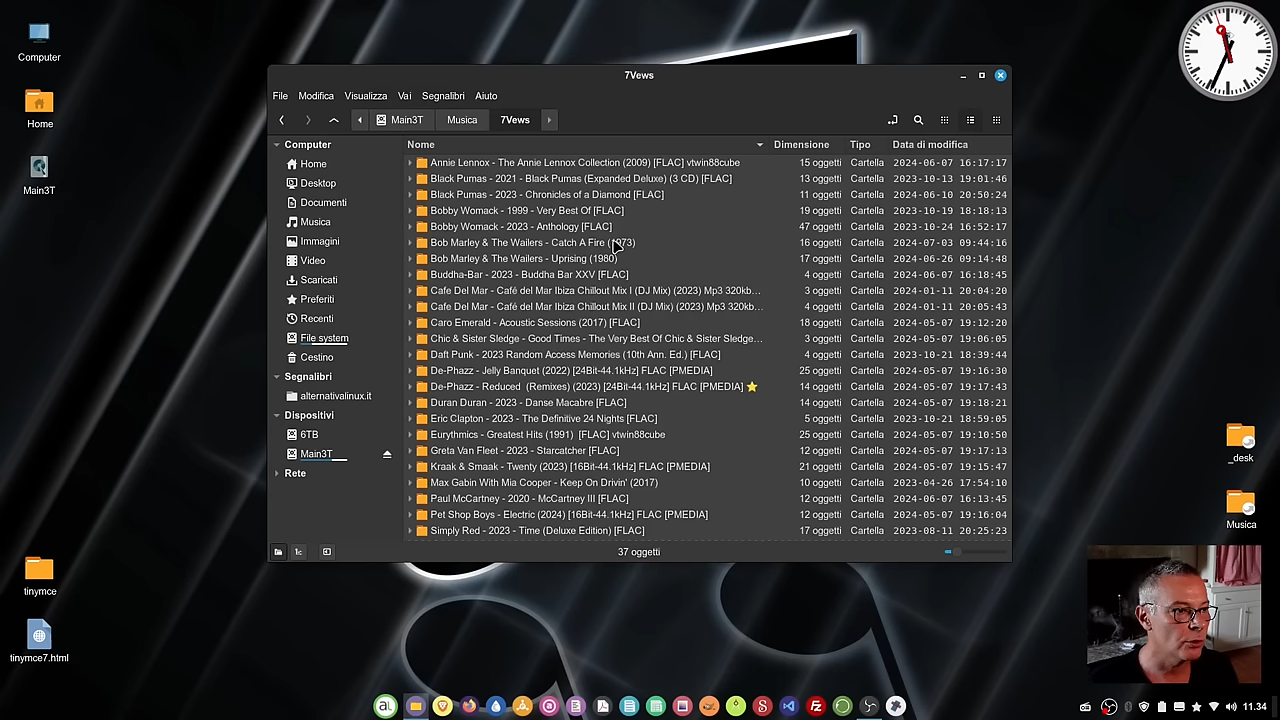 Computer
Home
Main3T
tinymce
tinymce7.html
_desk
Musica
7Vews
File Modifica Visualizza Vai Segnalibri Aiuto
Main3T Musica 7Vews
Computer
Home
Desktop
Documenti
Musica
Immagini
Video
Scaricati
Preferiti
Recenti
File system
Cestino
Segnalibri
alternativalinux.it
Dispositivi
6TB
Main3T
Rete
Nome Dimensione Tipo Data di modifica
Annie Lennox - The Annie Lennox Collection (2009) [FLAC] vtwin88cube 15 oggetti Cartella 2024-06-07 16:17:17
Black Pumas - 2021 - Black Pumas (Expanded Deluxe) (3 CD) [FLAC] 13 oggetti Cartella 2023-10-13 19:01:46
Black Pumas - 2023 - Chronicles of a Diamond [FLAC] 11 oggetti Cartella 2024-06-10 20:50:24
Bobby Womack - 1999 - Very Best Of [FLAC] 19 oggetti Cartella 2023-10-19 18:18:13
Bobby Womack - 2023 - Anthology [FLAC] 47 oggetti Cartella 2023-10-24 16:52:17
Bob Marley & The Wailers - Catch A Fire (1973) 16 oggetti Cartella 2024-07-03 09:44:16
Bob Marley & The Wailers - Uprising (1980) 17 oggetti Cartella 2024-06-26 09:14:48
Buddha-Bar - 2023 - Buddha Bar XXV [FLAC] 4 oggetti Cartella 2024-06-07 16:18:45
Cafe Del Mar - Café del Mar Ibiza Chillout Mix I (DJ Mix) (2023) Mp3 320kb... 3 oggetti Cartella 2024-01-11 20:04:20
Cafe Del Mar - Café del Mar Ibiza Chillout Mix II (DJ Mix) (2023) Mp3 320kb... 4 oggetti Cartella 2024-01-11 20:05:43
Caro Emerald - Acoustic Sessions (2017) [FLAC] 18 oggetti Cartella 2024-05-07 19:12:20
Chic & Sister Sledge - Good Times - The Very Best Of Chic & Sister Sledge... 3 oggetti Cartella 2024-05-07 19:06:05
Daft Punk - 2023 Random Access Memories (10th Ann. Ed.) [FLAC] 4 oggetti Cartella 2023-10-21 18:39:44
De-Phazz - Jelly Banquet (2022) [24Bit-44.1kHz] FLAC [PMEDIA] 25 oggetti Cartella 2024-05-07 19:16:30
De-Phazz - Reduced (Remixes) (2023) [24Bit-44.1kHz] FLAC [PMEDIA] ⭐ 14 oggetti Cartella 2024-05-07 19:17:43
Duran Duran - 2023 - Danse Macabre [FLAC] 14 oggetti Cartella 2024-05-07 19:18:21
Eric Clapton - 2023 - The Definitive 24 Nights [FLAC] 5 oggetti Cartella 2023-10-21 18:59:05
Eurythmics - Greatest Hits (1991) [FLAC] vtwin88cube 25 oggetti Cartella 2024-05-07 19:10:50
Greta Van Fleet - 2023 - Starcatcher [FLAC] 12 oggetti Cartella 2024-05-07 19:17:13
Kraak & Smaak - Twenty (2023) [16Bit-44.1kHz] FLAC [PMEDIA] 21 oggetti Cartella 2024-05-07 19:15:47
Max Gabin With Mia Cooper - Keep On Drivin' (2017) 10 oggetti Cartella 2023-04-26 17:54:10
Paul McCartney - 2020 - McCartney III [FLAC] 12 oggetti Cartella 2024-06-07 16:13:45
Pet Shop Boys - Electric (2024) [16Bit-44.1kHz] FLAC [PMEDIA] 12 oggetti Cartella 2024-05-07 19:16:04
Simply Red - 2023 - Time (Deluxe Edition) [FLAC] 17 oggetti Cartella 2023-08-11 20:25:23
37 oggetti
al
11.34